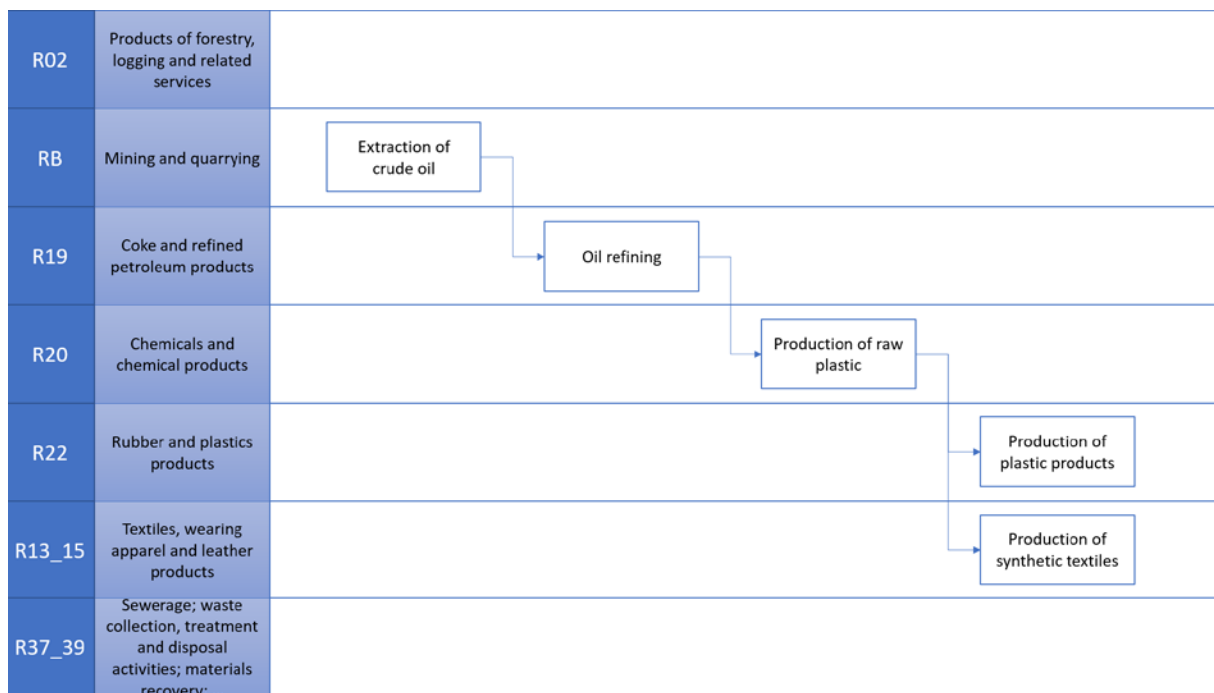 R02
Products of forestry,
logging and related
services
RB
Mining and quarrying
Extraction of
crude oil
R19
Coke and refined
petroleum products
Oil refining
R20
Chemicals and
chemical products
Production of raw
plastic
R22
Rubber and plastics
products
Production of
plastic products
R13_15
Textiles, wearing
apparel and leather
products
Production of
synthetic textiles
R37_39
Sewerage; waste
collection, treatment
and disposal
activities; materials
recovery;